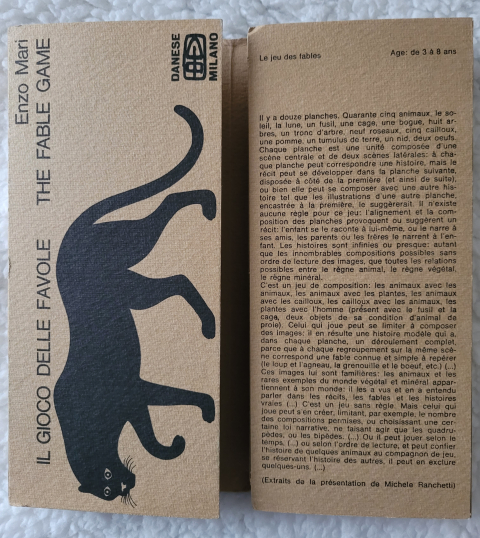 Enzo Mari
IL GIOCO DELLE FAVOLE THE FABLE GAME
DANESE
MILANO
Le jeu des fables Age: de 3 à 8 ans
Il y a douze planches. Quarante cinq animaux, le so-
leil, la lune, un fusil, une cage, une bogue, huit ar-
bres, un tronc d'arbre, neuf roseaux, cinq cailloux,
une pomme, un tumulus de terre, un nid, deux oeufs.
Chaque planche est une unité composée d'une
scène centrale et de deux scènes latérales: à cha-
que planche peut correspondre une histoire, mais le
récit peut se développer dans la planche suivante,
disposée à côté de la première (et ainsi de suite),
ou bien elle peut se composer avec une autre his-
toire tel que les illustrations d'une autre planche,
encastrée à la première, le suggérerait. Il n'existe
aucune règle pour ce jeu: l'alignement et la com-
position des planches provoquent ou suggèrent un
récit: l'enfant se le raconte à lui-même, ou le narre à
ses amis, les parents ou les frères le narrent à l'en-
fant. Les histoires sont infinies ou presque: autant
que les innombrables compositions possibles sans
ordre de lecture des images, que toutes les relations
possibles entre le règne animal, le règne végétal,
le règne minéral.
C'est un jeu de composition: les animaux avec les
animaux, les animaux avec les plantes, les animaux
avec les cailloux, les cailloux avec les animaux, les
plantes avec l'homme (présent avec le fusil et la
cage, deux objets de sa condition d'animal de
proie). Celui qui joue peut se limiter à composer
des images: il en résulte une histoire modèle qui a,
dans chaque planche, un déroulement complet,
parce que à chaque regroupement sur la même scè-
ne correspond une fable connue et simple à repérer
(le loup et l'agneau, la grenouille et le boeuf, etc.) (...)
Ces images lui sont familières: les animaux et les
rares exemples du monde végétal et minéral appar-
tiennent à son monde: il les a vus et en a entendu
parler dans les récits, les fables et les histoires
vraies (...) C'est un jeu sans règle. Mais celui qui
joue peut s'en créer, limitant, par exemple, le nombre
des compositions permises, ou choisissant une cer-
taine loi narrative, ne faisant agir que les quadru-
pèdes; ou les bipèdes. (...) Ou il peut jouer selon le
temps, (...) ou selon l'ordre de lecture, et peut confier
l'histoire de quelques animaux au compagnon de jeu,
se réservant l'histoire des autres, il peut en exclure
quelques-uns. (...)
(Extraits de la présentation de Michele Ranchetti)